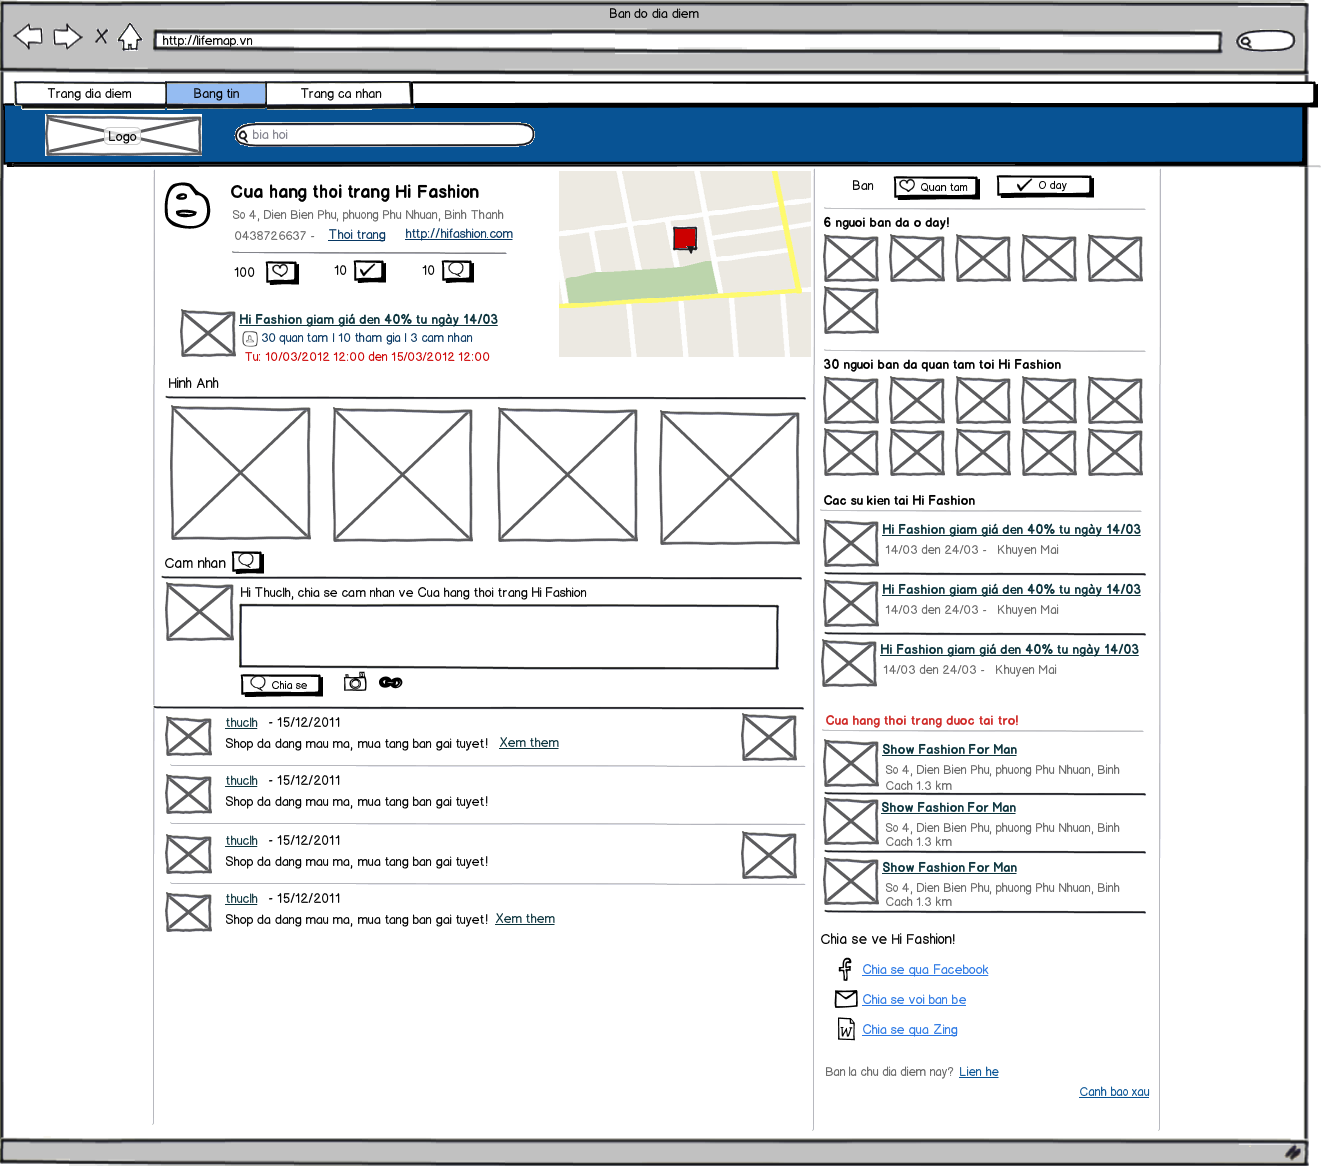 Ban do dia diem
http://lifemap.vn
Trang dia diem
Bang tin
Trang ca nhan
Logo
bia hoi
Cua hang thoi trang Hi Fashion
So 4, Dien Bien Phu, phuong Phu Nhuan, Binh Thanh
0438726637 - Thoi trang http://hifashion.com
100 10 10
Hi Fashion giam giá den 40% tu ngày 14/03
30 quan tam I 10 tham gia I 3 cam nhan
Tu: 10/03/2012 12:00 den 15/03/2012 12:00
Hinh Anh
Cam nhan
Hi Thuclh, chia se cam nhan ve Cua hang thoi trang Hi Fashion
Chia se
thuclh - 15/12/2011
Shop da dang mau ma, mua tang ban gai tuyet! Xem them
thuclh - 15/12/2011
Shop da dang mau ma, mua tang ban gai tuyet!
thuclh - 15/12/2011
Shop da dang mau ma, mua tang ban gai tuyet!
thuclh - 15/12/2011
Shop da dang mau ma, mua tang ban gai tuyet! Xem them
Ban Quan tam O day
6 nguoi ban da o day!
30 nguoi ban da quan tam toi Hi Fashion
Cac su kien tai Hi Fashion
Hi Fashion giam giá den 40% tu ngày 14/03
14/03 den 24/03 - Khuyen Mai
Hi Fashion giam giá den 40% tu ngày 14/03
14/03 den 24/03 - Khuyen Mai
Hi Fashion giam giá den 40% tu ngày 14/03
14/03 den 24/03 - Khuyen Mai
Cua hang thoi trang duoc tai tro!
Show Fashion For Man
So 4, Dien Bien Phu, phuong Phu Nhuan, Binh
Cach 1.3 km
Show Fashion For Man
So 4, Dien Bien Phu, phuong Phu Nhuan, Binh
Cach 1.3 km
Show Fashion For Man
So 4, Dien Bien Phu, phuong Phu Nhuan, Binh
Cach 1.3 km
Chia se ve Hi Fashion!
Chia se qua Facebook
Chia se voi ban be
W Chia se qua Zing
Ban la chu dia diem nay? Lien he
Canh bao xau